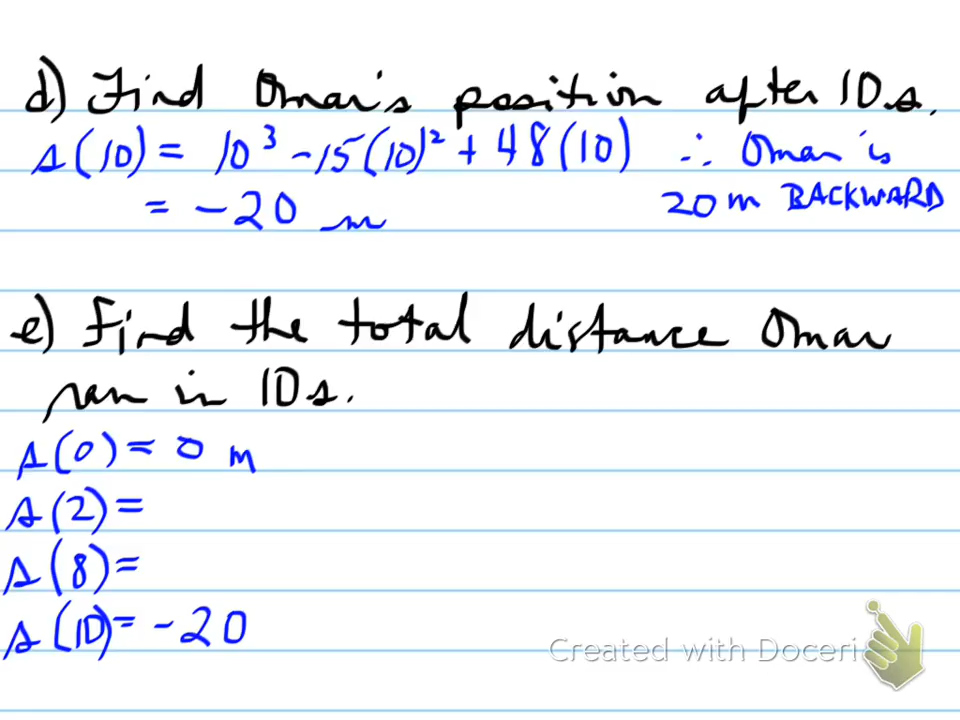 d) Find Omar's position after 10 s.
s(10) = 10³ - 15(10)² + 48(10) ∴ Omar is
= -20 m 20 m BACKWARD
e) Find the total distance Omar
ran in 10 s.
s(0) = 0 m
s(2) =
s(8) =
s(10) = -20
Created with Doceri